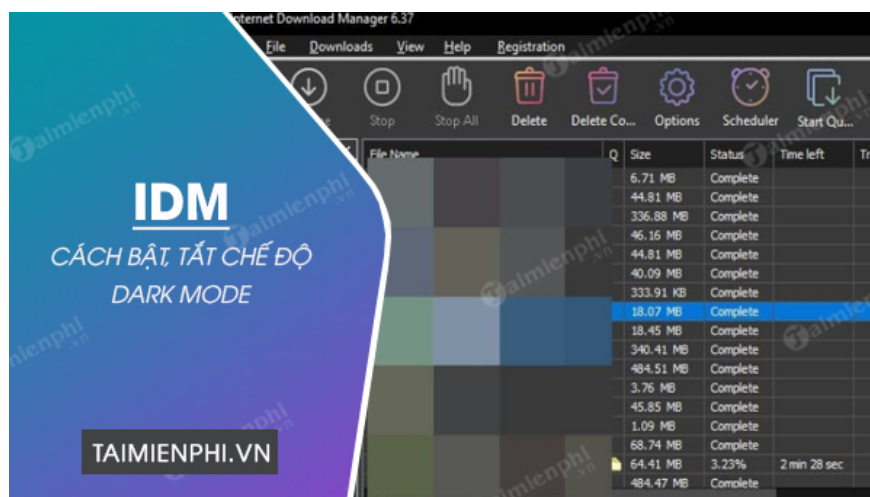 Internet Download Manager 6.37
File Downloads View Help Registration
Stop Stop All Delete Delete Co... Options Scheduler Start Qu...
File Name Q Size Status Time left
6.71 MB Complete
44.81 MB Complete
336.88 MB Complete
46.16 MB Complete
44.81 MB Complete
40.09 MB Complete
333.91 KB Complete
18.07 MB Complete
18.45 MB Complete
340.41 MB Complete
484.51 MB Complete
3.76 MB Complete
45.85 MB Complete
1.09 MB Complete
68.74 MB Complete
64.41 MB 3.23% 2 min 28 sec
484.47 MB Complete
IDM
CÁCH BẬT, TẮT CHẾ ĐỘ
DARK MODE
TAIMIENPHI.VN
Taimienphi
.vn